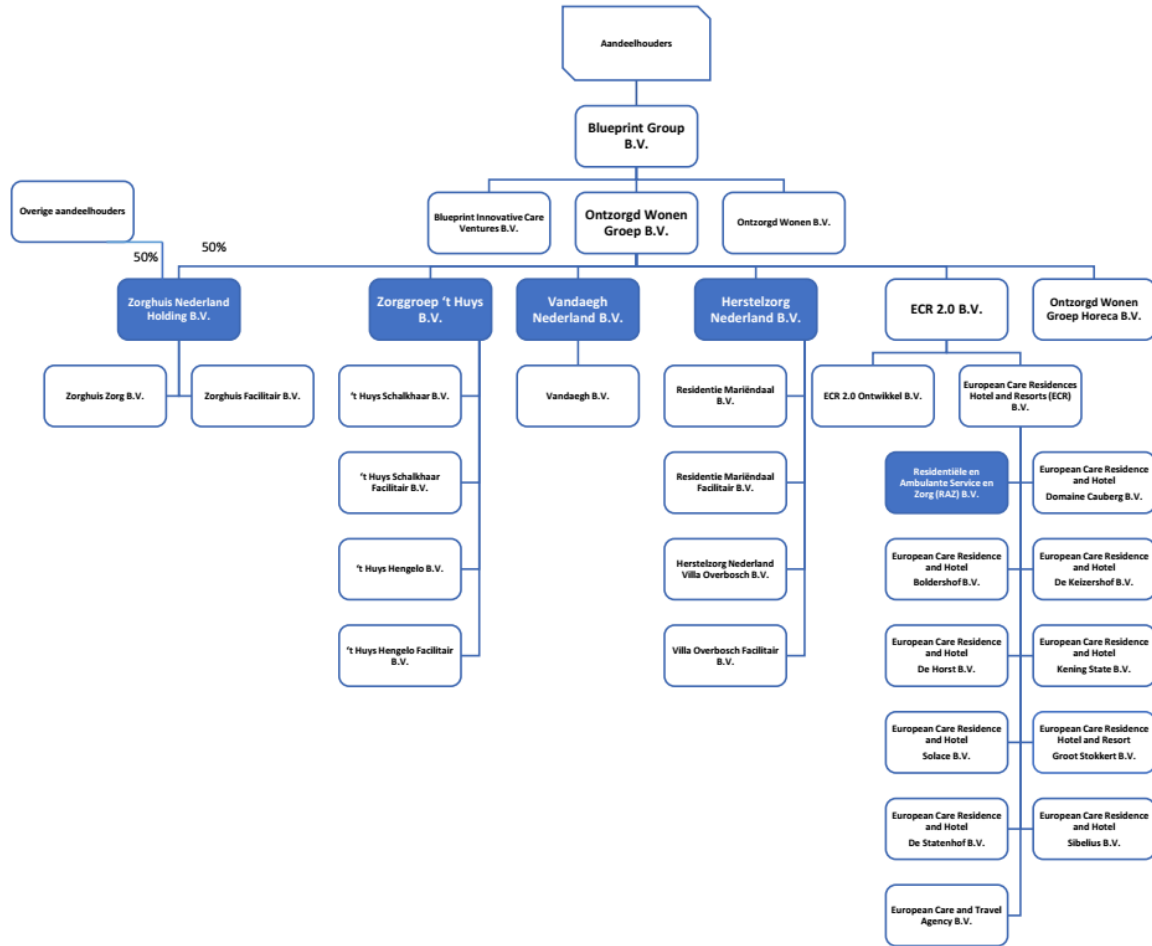 Aandeelhouders
Blueprint Group
B.V.
Overige aandeelhouders
Blueprint Innovative Care
Ventures B.V.
Ontzorgd Wonen
Groep B.V.
Ontzorgd Wonen B.V.
50%
50%
Zorghuis Nederland
Holding B.V.
Zorggroep ‘t Huys
B.V.
Vandaegh
Nederland B.V.
Herstelzorg
Nederland B.V.
ECR 2.0 B.V.
Ontzorgd Wonen
Groep Horeca B.V.
Zorghuis Zorg B.V.
Zorghuis Facilitair B.V.
‘t Huys Schalkhaar B.V.
Vandaegh B.V.
Residentie Mariëndaal
B.V.
ECR 2.0 Ontwikkel B.V.
European Care Residences
Hotel and Resorts (ECR)
B.V.
‘t Huys Schalkhaar
Facilitair B.V.
Residentie Mariëndaal
Facilitair B.V.
Residentiële en
Ambulante Service en
Zorg (RAZ) B.V.
European Care Residence
and Hotel
Domaine Cauberg B.V.
‘t Huys Hengelo B.V.
Herstelzorg Nederland
Villa Overbosch B.V.
European Care Residence
and Hotel
Boldershof B.V.
European Care Residence
and Hotel
De Keizershof B.V.
‘t Huys Hengelo Facilitair
B.V.
Villa Overbosch Facilitair
B.V.
European Care Residence
and Hotel
De Horst B.V.
European Care Residence
and Hotel
Kening State B.V.
European Care Residence
and Hotel
Solace B.V.
European Care Residence
Hotel and Resort
Groot Stokkert B.V.
European Care Residence
and Hotel
De Statenhof B.V.
European Care Residence
and Hotel
Sibelius B.V.
European Care and Travel
Agency B.V.